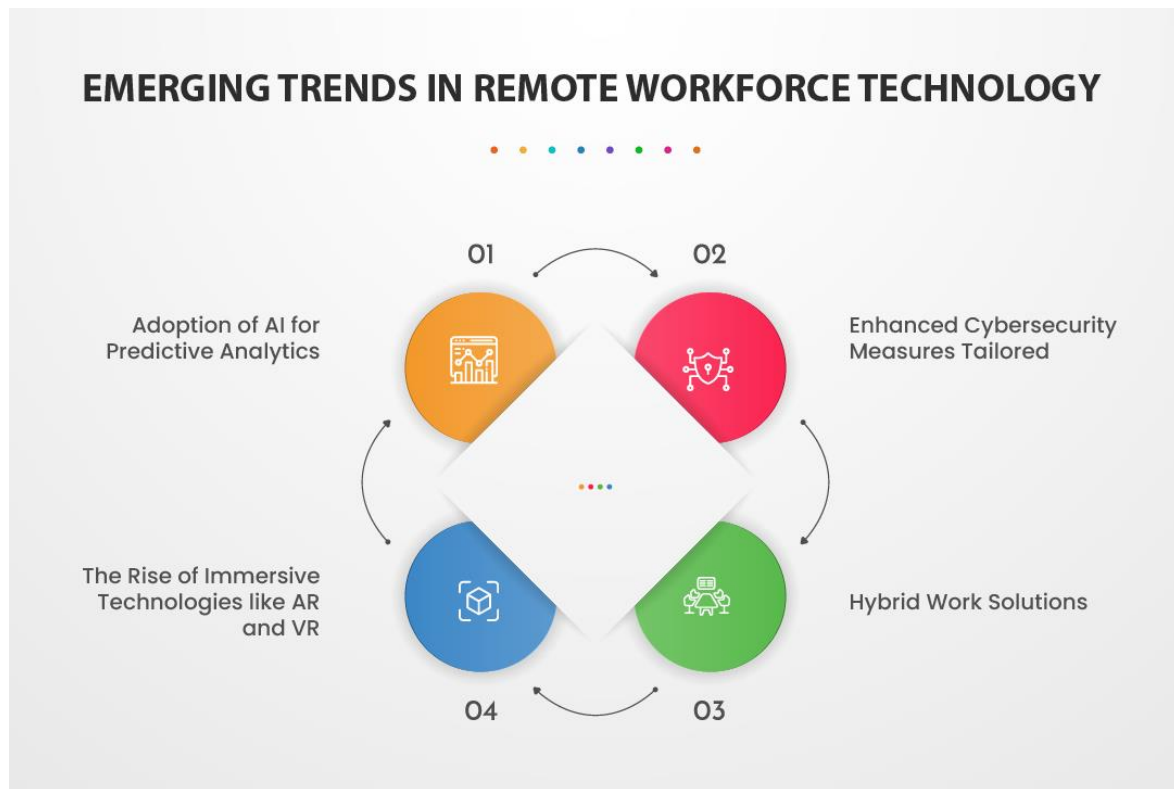 EMERGING TRENDS IN REMOTE WORKFORCE TECHNOLOGY
01
Adoption of AI for
Predictive Analytics
02
Enhanced Cybersecurity
Measures Tailored
03
Hybrid Work Solutions
04
The Rise of Immersive
Technologies like AR
and VR